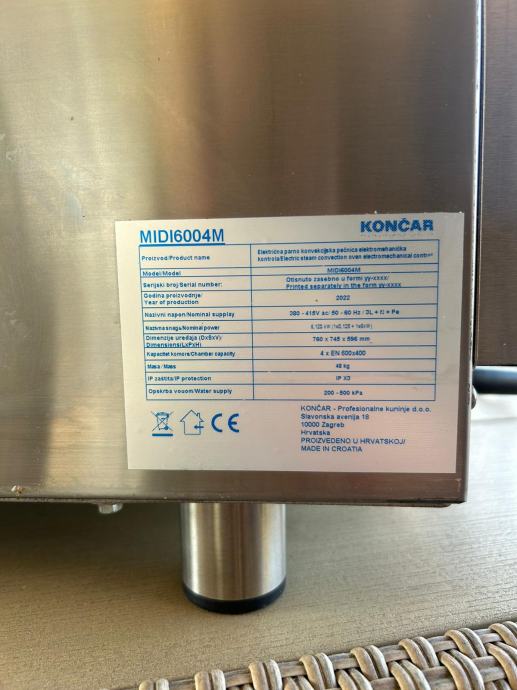 KONČAR
MIDI6004M
Proizvod/Product name
Električna parno konvekcijska pećnica elektromehanička
kontrola/Electric steam convection oven electromechanical control
Model/Model
MIDI6004M
Serijski broj/Serial number:
Otisnuto zasebno u formi yy-xxxx/
Printed separately in the form yy-xxxx
Godina proizvodnje/
Year of production
2022
Nazivni napon/Nominal supply
380 - 415V ac/ 50 - 60 Hz / 3L + N + Pe
Nazivna snaga/Nominal power
Dimenzije uređaja (DxŠxV):
Dimensions(LxPxH)
760 x 745 x 596 mm
Kapacitet komore/Chamber capacity
4 x EN 600x400
Masa / Mass
48 kg
IP zaštita/IP protection
IP X3
Opskrba vouom/Water supply
200 - 500 kPa
KONČAR - Profesionalne kuhinje d.o.o.
Slavonska avenija 16
10000 Zagreb
Hrvatska
PROIZVEDENO U HRVATSKOJ/
MADE IN CROATIA
CE